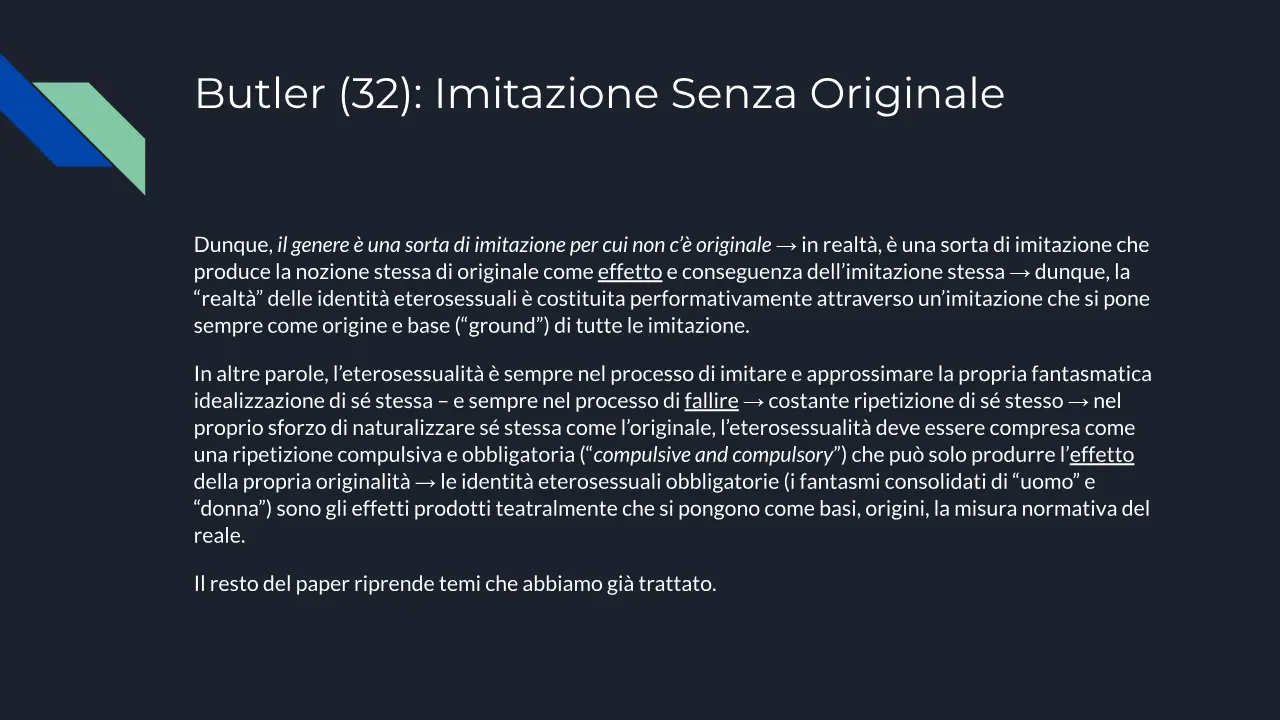 Butler (32): Imitazione Senza Originale
Dunque, il genere è una sorta di imitazione per cui non c’è originale → in realtà, è una sorta di imitazione che
produce la nozione stessa di originale come effetto e conseguenza dell’imitazione stessa → dunque, la
“realtà” delle identità eterosessuali è costituita performativamente attraverso un’imitazione che si pone
sempre come origine e base (“ground”) di tutte le imitazione.
In altre parole, l’eterosessualità è sempre nel processo di imitare e approssimare la propria fantasmatica
idealizzazione di sé stessa – e sempre nel processo di fallire → costante ripetizione di sé stesso → nel
proprio sforzo di naturalizzare sé stessa come l’originale, l’eterosessualità deve essere compresa come
una ripetizione compulsiva e obbligatoria (“compulsive and compulsory”) che può solo produrre l’effetto
della propria originalità → le identità eterosessuali obbligatorie (i fantasmi consolidati di “uomo” e
“donna”) sono gli effetti prodotti teatralmente che si pongono come basi, origini, la misura normativa del
reale.
Il resto del paper riprende temi che abbiamo già trattato.